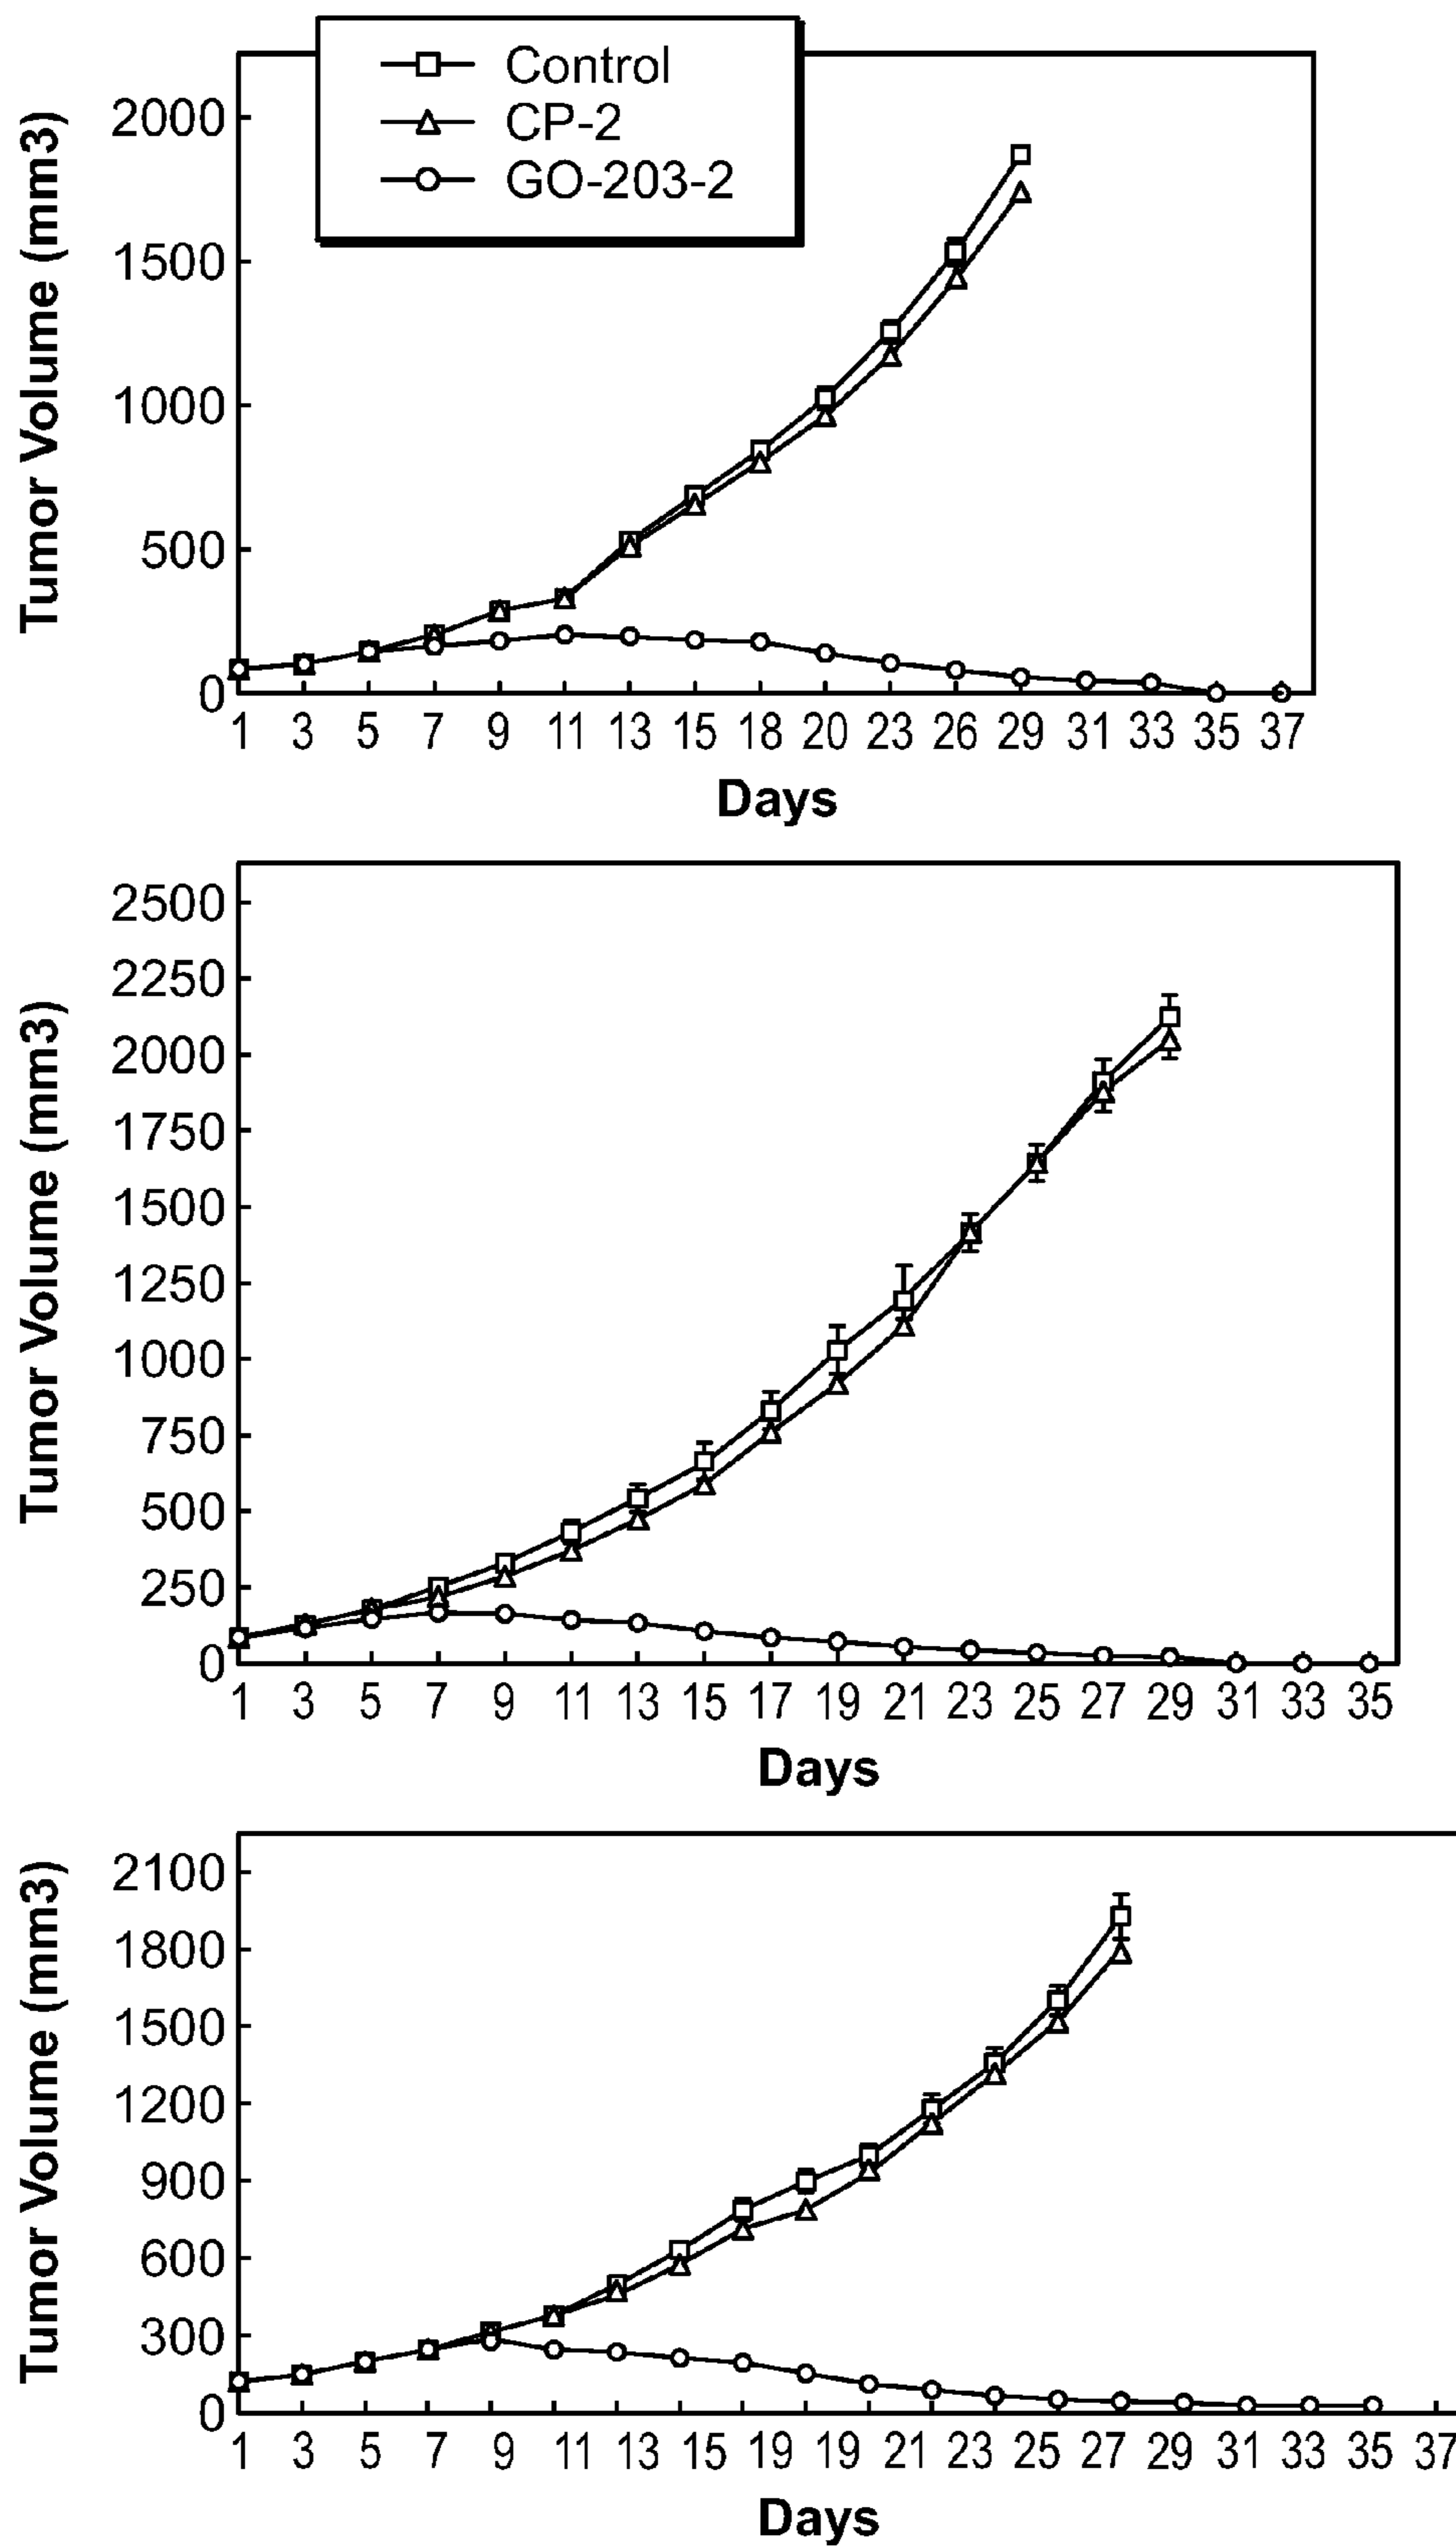 Control
CP-2
GO-203-2
Tumor Volume (mm3)
2000
1500
1000
500
0
1 3 5 7 9 11 13 15 18 20 23 26 29 31 33 35 37
Days
Tumor Volume (mm3)
2500
2250
2000
1750
1500
1250
1000
750
500
250
0
1 3 5 7 9 11 13 15 17 19 21 23 25 27 29 31 33 35
Days
Tumor Volume (mm3)
2100
1800
1500
1200
900
600
300
0
1 3 5 7 9 11 13 15 17 19 19 21 23 25 27 29 31 33 35 37
Days